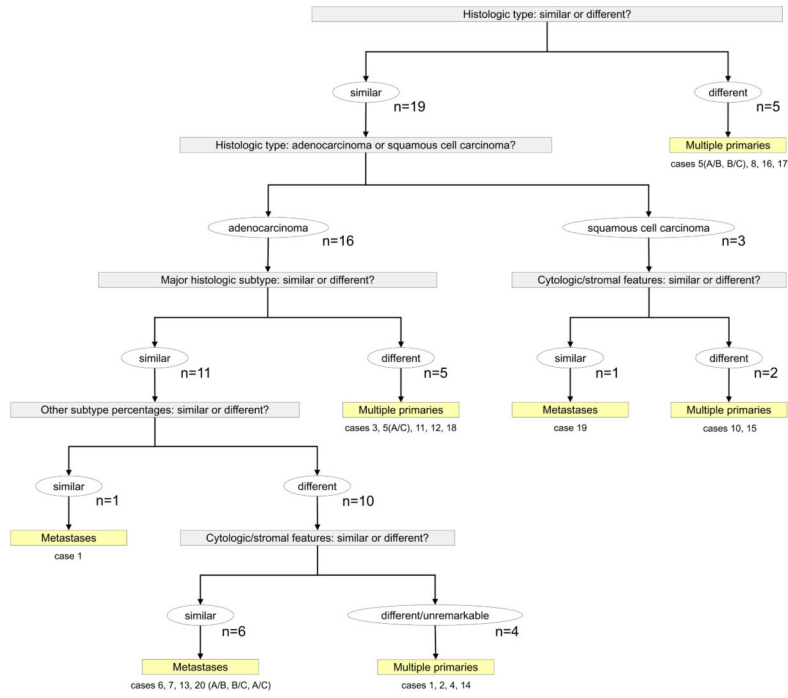 Histologic type: similar or different?
similar
different
n=19
n=5
Histologic type: adenocarcinoma or squamous cell carcinoma?
Multiple primaries
cases 5(A/B, B/C), 8, 16, 17
adenocarcinoma
squamous cell carcinoma
n=16
n=3
Major histologic subtype: similar or different?
Cytologic/stromal features: similar or different?
similar
different
similar
different
n=11
n=5
n=1
n=2
Other subtype percentages: similar or different?
Multiple primaries
Metastases
Multiple primaries
cases 3, 5(A/C), 11, 12, 18
case 19
cases 10, 15
similar
different
n=1
n=10
Metastases
Cytologic/stromal features: similar or different?
case 1
similar
different/unremarkable
n=6
n=4
Metastases
Multiple primaries
cases 6, 7, 13, 20 (A/B, B/C, A/C)
cases 1, 2, 4, 14